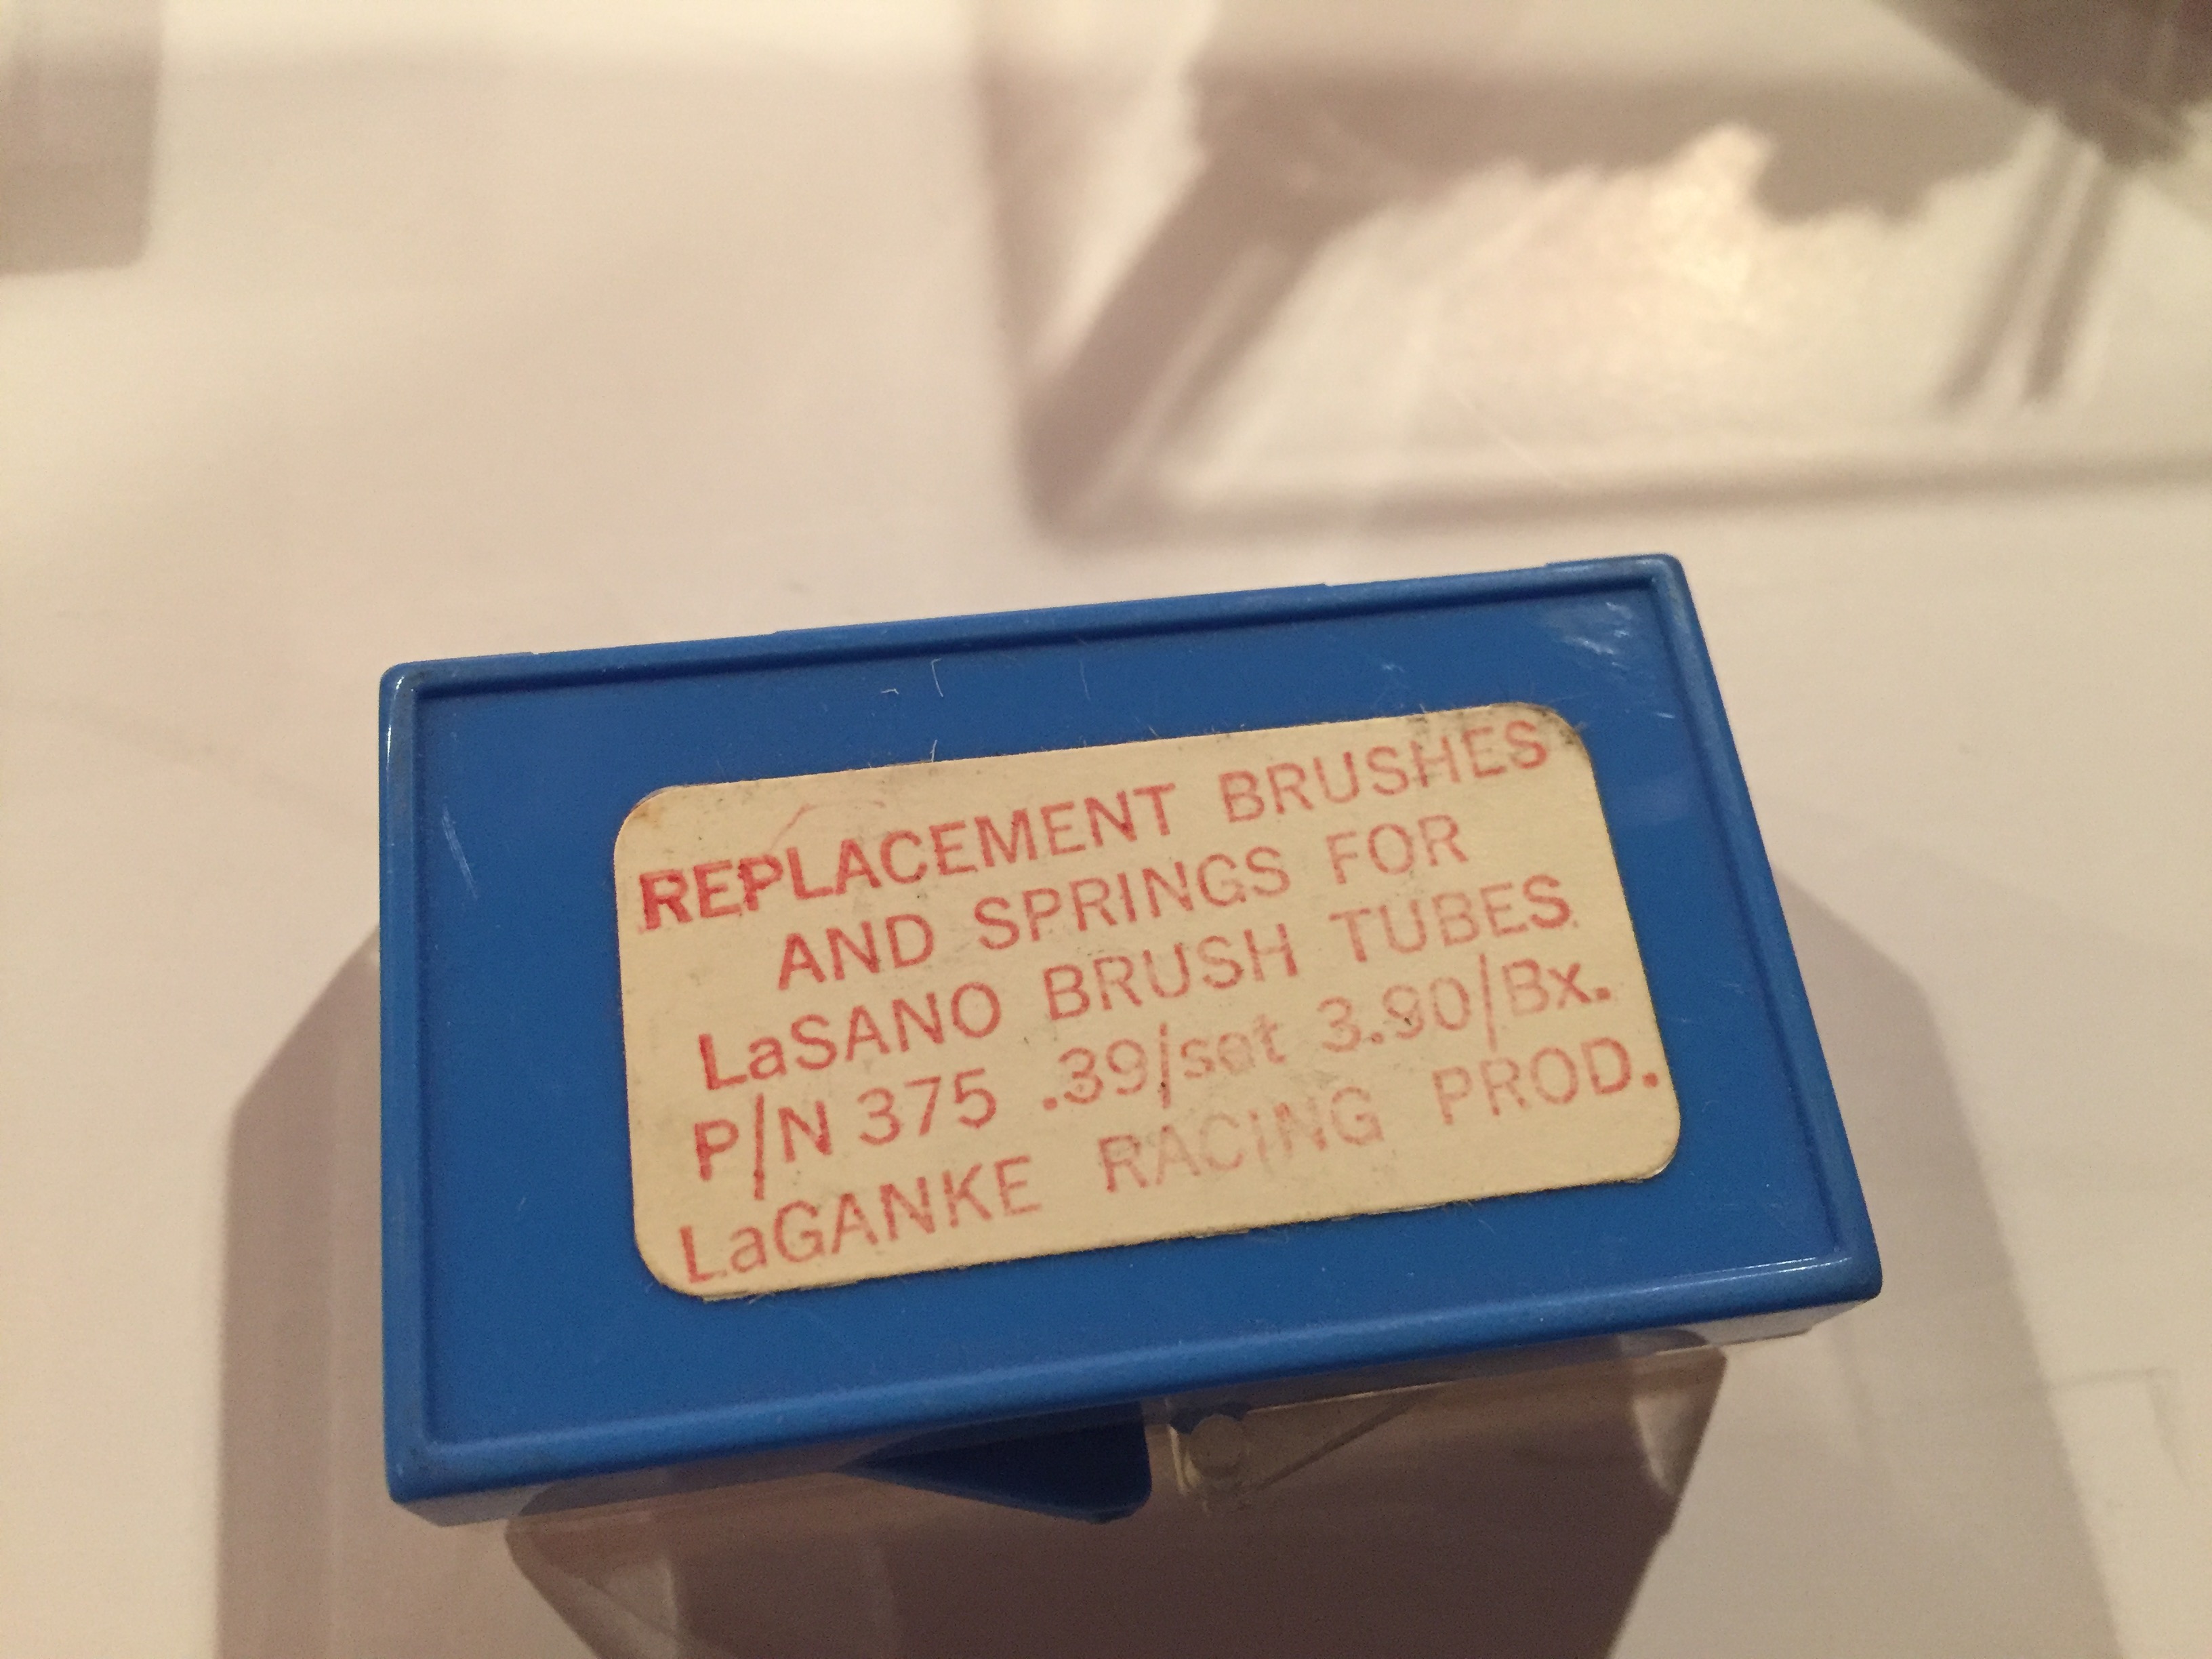 REPLACEMENT BRUSHES
AND SPRINGS FOR
LaSANO BRUSH TUBES
P/N 375 .39/set 3.90/Bx.
LaGANKE RACING PROD.